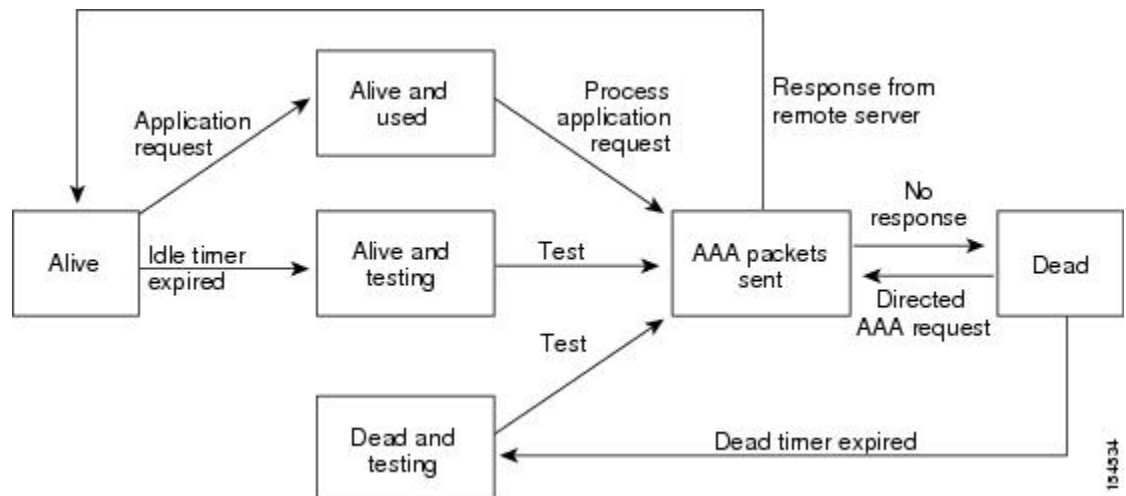 Alive and
used
Process
application
request
Response from
remote server
Application
request
No
response
Alive
Idle timer
expired
Alive and
testing
Test
AAA packets
sent
Dead
Directed
AAA request
Test
Dead and
testing
Dead timer expired
154534